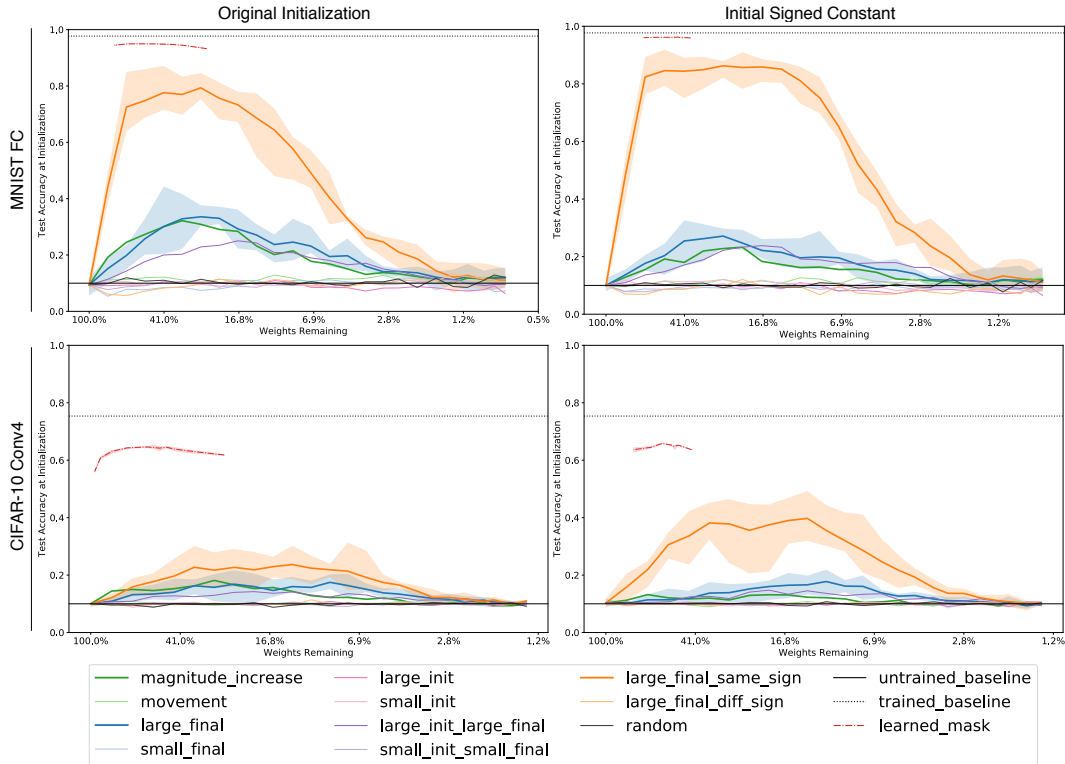 Original Initialization
Initial Signed Constant
MNIST FC
Test Accuracy at Initialization
1.0
0.8
0.6
0.4
0.2
0.0
100.0% 41.0% 16.8% 6.9% 2.8% 1.2% 0.5%
Weights Remaining
Test Accuracy at Initialization
1.0
0.8
0.6
0.4
0.2
0.0
100.0% 41.0% 16.8% 6.9% 2.8% 1.2%
Weights Remaining
CIFAR-10 Conv4
Test Accuracy at Initialization
1.0
0.8
0.6
0.4
0.2
0.0
100.0% 41.0% 16.8% 6.9% 2.8% 1.2%
Weights Remaining
Test Accuracy at Initialization
1.0
0.8
0.6
0.4
0.2
0.0
100.0% 41.0% 16.8% 6.9% 2.8% 1.2%
Weights Remaining
magnitude_increase
movement
large_final
small_final
large_init
small_init
large_init_large_final
small_init_small_final
large_final_same_sign
large_final_diff_sign
random
untrained_baseline
trained_baseline
learned_mask